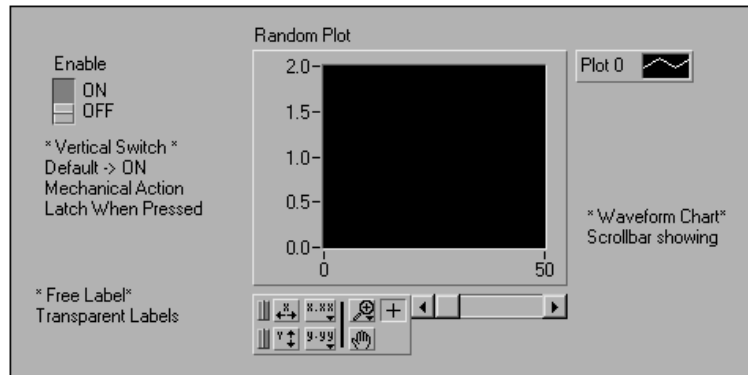 Random Plot
Enable
ON
OFF
* Vertical Switch *
Default -> ON
Mechanical Action
Latch When Pressed
* Free Label*
Transparent Labels
2.0
1.5
1.0
0.5
0.0
0 50
X X.XX
Y Y.YY
Plot 0
* Waveform Chart*
Scrollbar showing